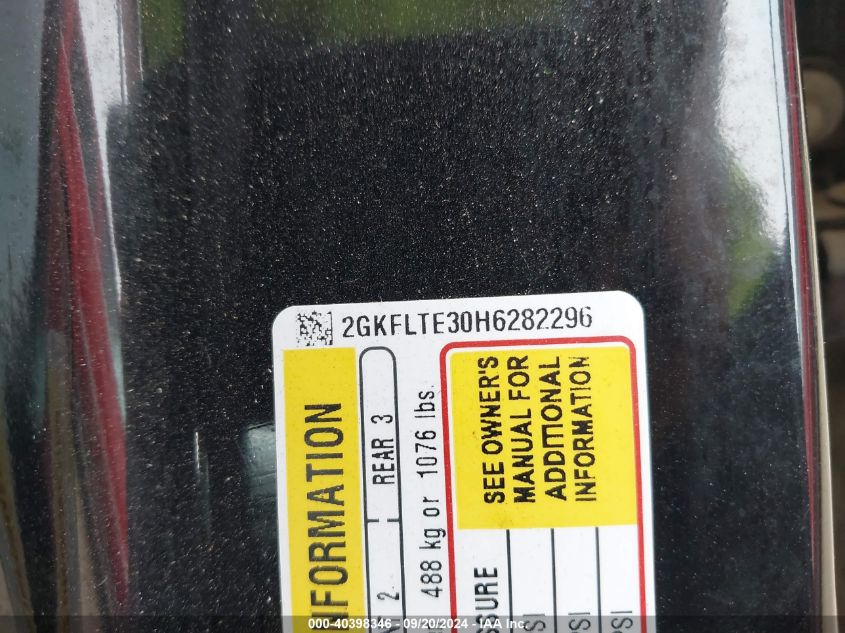 2GKFLTE30H6282296
INFORMATION
2 REAR 3
488 kg or 1076 lbs.
SEE OWNER'S
MANUAL FOR
ADDITIONAL
INFORMATION
000-40398346 - 09/20/2024 - IAA Inc.